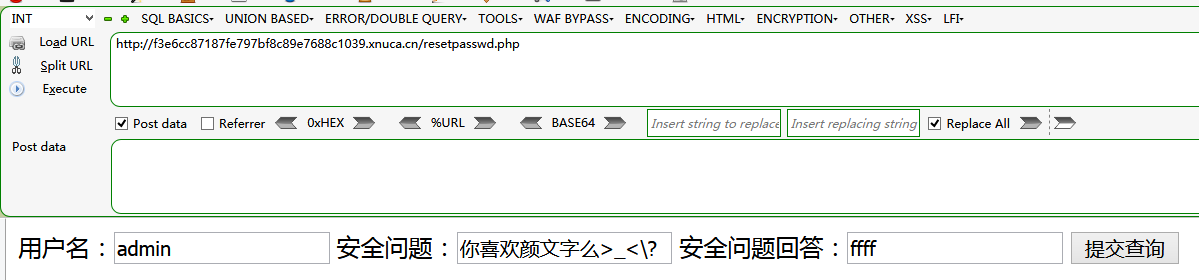 INT SQL BASICS▾ UNION BASED▾ ERROR/DOUBLE QUERY▾ TOOLS▾ WAF BYPASS▾ ENCODING▾ HTML▾ ENCRYPTION▾ OTHER▾ XSS▾ LFI▾
Load URL http://f3e6cc87187fe797bf8c89e7688c1039.xnuca.cn/resetpasswd.php
Split URL
Execute
Post data Referrer 0xHEX %URL BASE64 Insert string to replace Insert replacing string Replace All
Post data
用户名：admin 安全问题：你喜欢颜文字么>_<\? 安全问题回答：ffff 提交查询